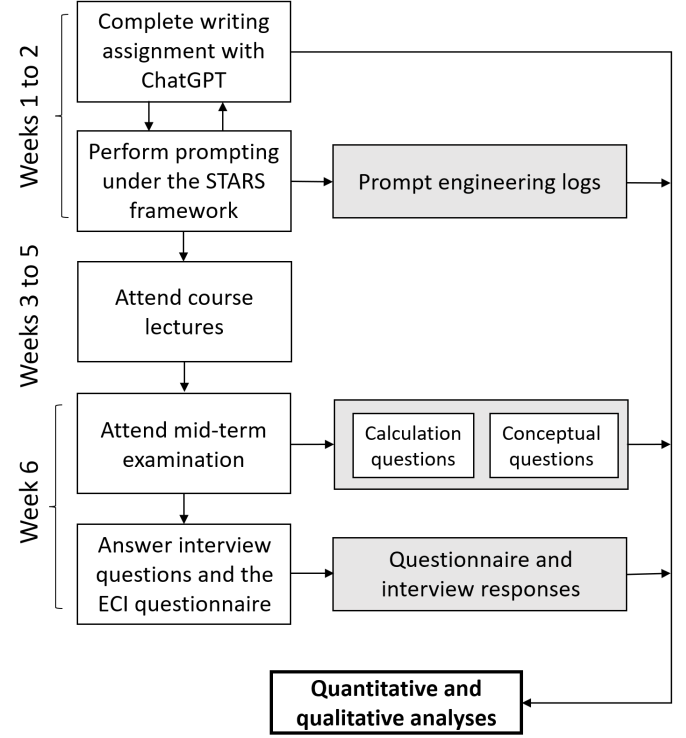 Weeks 1 to 2
Complete writing
assignment with
ChatGPT
Perform prompting
under the STARS
framework
Prompt engineering logs
Weeks 3 to 5
Attend course
lectures
Week 6
Attend mid-term
examination
Calculation
questions
Conceptual
questions
Answer interview
questions and the
ECI questionnaire
Questionnaire and
interview responses
Quantitative and
qualitative analyses